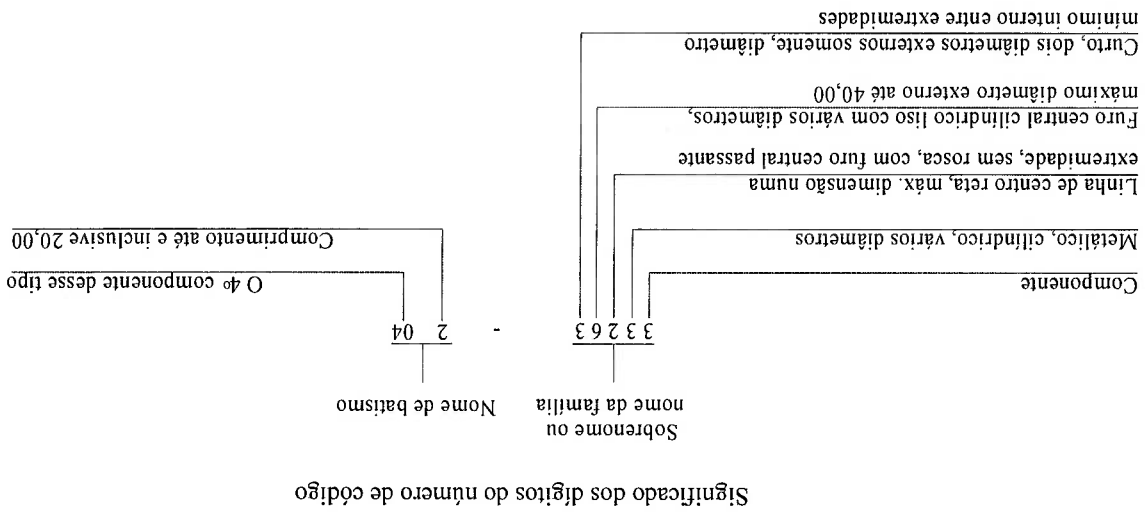 Significado dos dígitos do número de código
Sobrenome ou
nome da família Nome de batismo
3 3 2 6 3 - 2 04
Componente O 4º componente desse tipo
Metálico, cilíndrico, vários diâmetros Comprimento até e inclusive 20,00
Linha de centro reta, máx. dimensão numa
extremidade, sem rosca, com furo central passante
Furo central cilíndrico liso com vários diâmetros,
máximo diâmetro externo até 40,00
Curto, dois diâmetros externos somente, diâmetro
mínimo interno entre extremidades